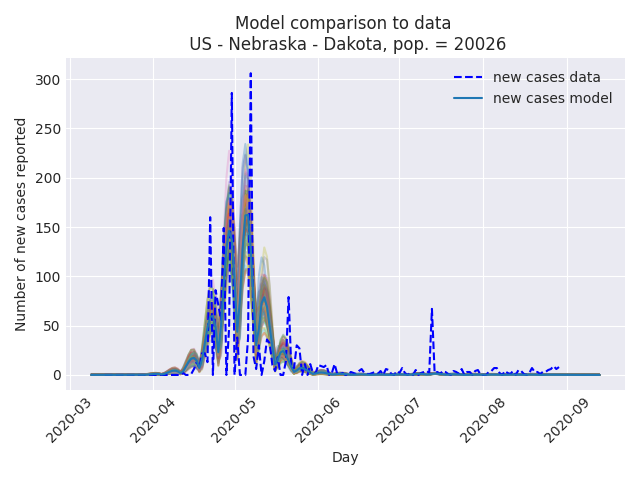 Model comparison to data
US - Nebraska - Dakota, pop. = 20026
new cases data
new cases model
Number of new cases reported
300
250
200
150
100
50
0
2020-03
2020-04
2020-05
2020-06
2020-07
2020-08
2020-09
Day